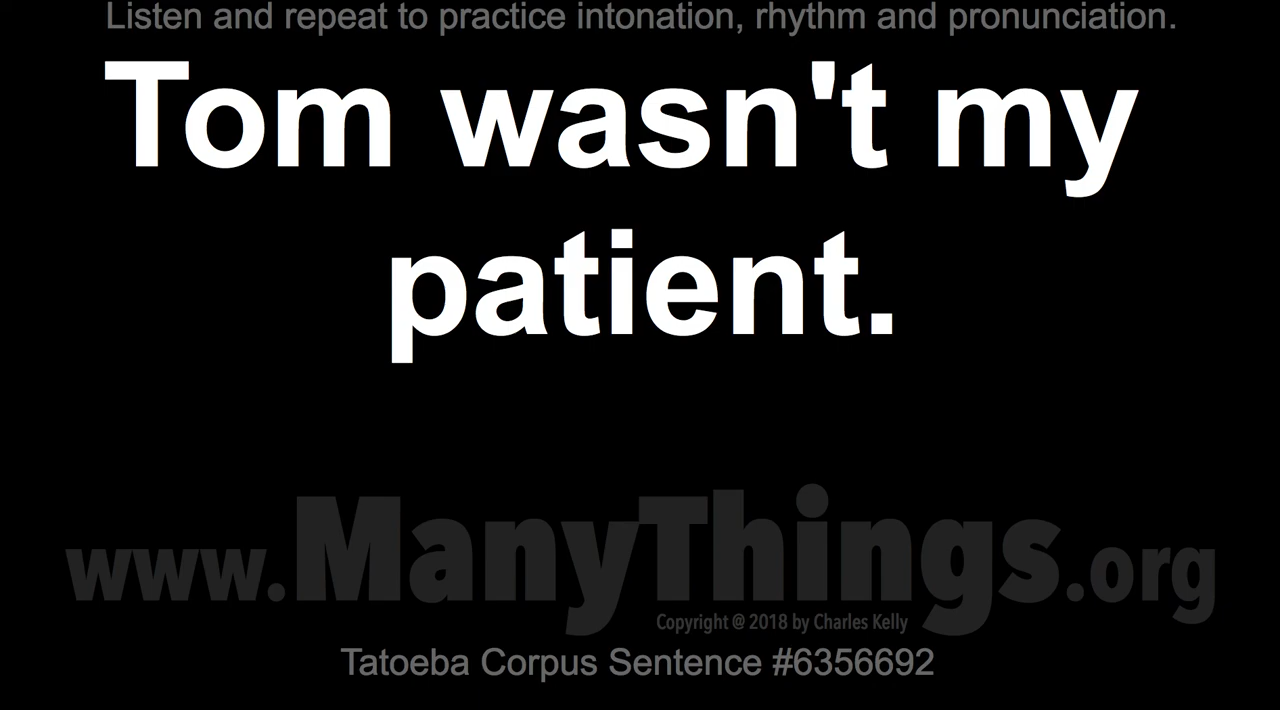 Listen and repeat to practice intonation, rhythm and pronunciation.
Tom wasn't my
patient.
www.ManyThings.org
Copyright @ 2018 by Charles Kelly
Tatoeba Corpus Sentence #6356692